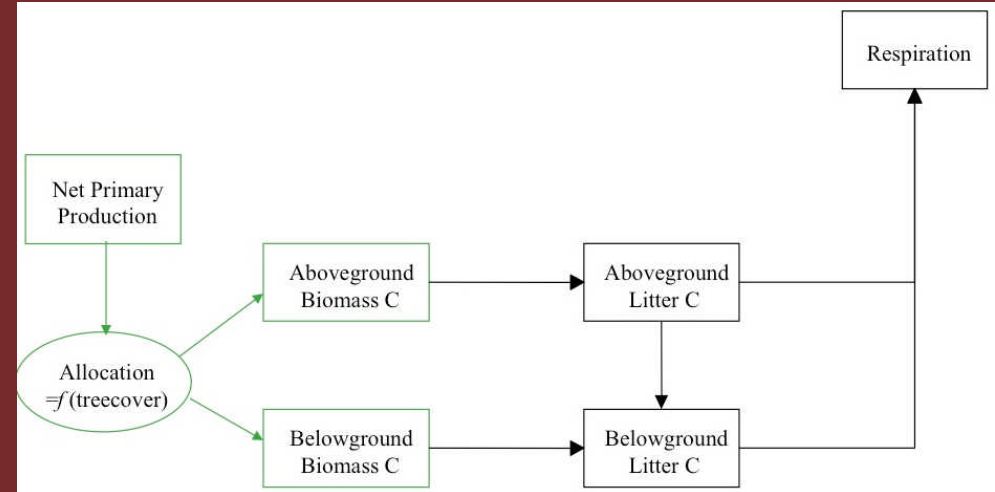 Respiration
Net Primary
Production
Allocation
=f(treecover)
Aboveground
Biomass C
Aboveground
Litter C
Belowground
Biomass C
Belowground
Litter C